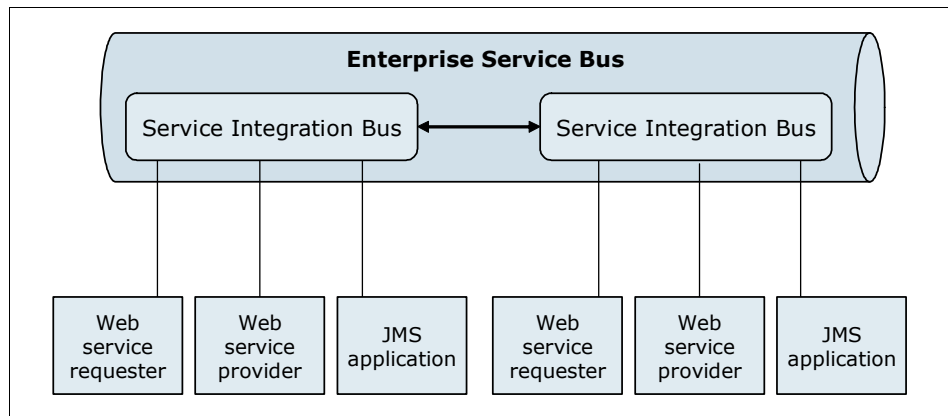 Enterprise Service Bus
Service Integration Bus
Service Integration Bus
Web
service
requester
Web
service
provider
JMS
application
Web
service
requester
Web
service
provider
JMS
application